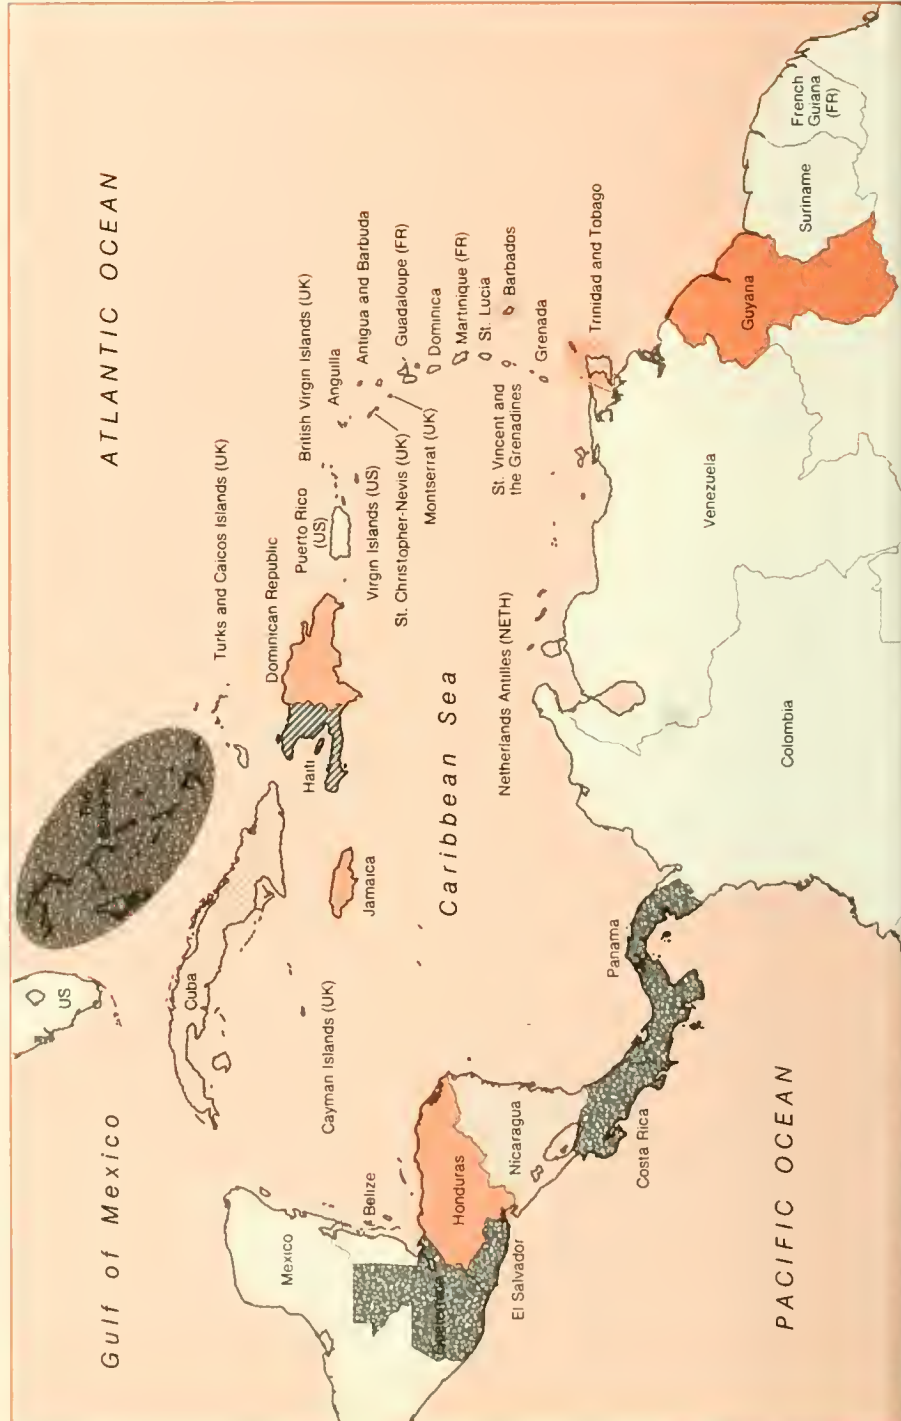 Gulf of Mexico
ATLANTIC OCEAN
US
Turks and Caicos Islands (UK)
Cuba
Dominican Republic
Haiti
Puerto Rico
(US)
British Virgin Islands (UK)
Anguilla
Antigua and Barbuda
Guadaloupe (FR)
Dominica
Martinique (FR)
St. Lucia
Barbados
Virgin Islands (US)
St. Christopher-Nevis (UK)
Montserrat (UK)
St. Vincent and
the Grenadines
Grenada
Trinidad and Tobago
Jamaica
Cayman Islands (UK)
Caribbean Sea
Netherlands Antilles (NETH)
Mexico
Belize
Guatemala
Honduras
El Salvador
Nicaragua
Costa Rica
Panama
PACIFIC OCEAN
Colombia
Venezuela
Guyana
Suriname
French
Guiana
(FR)